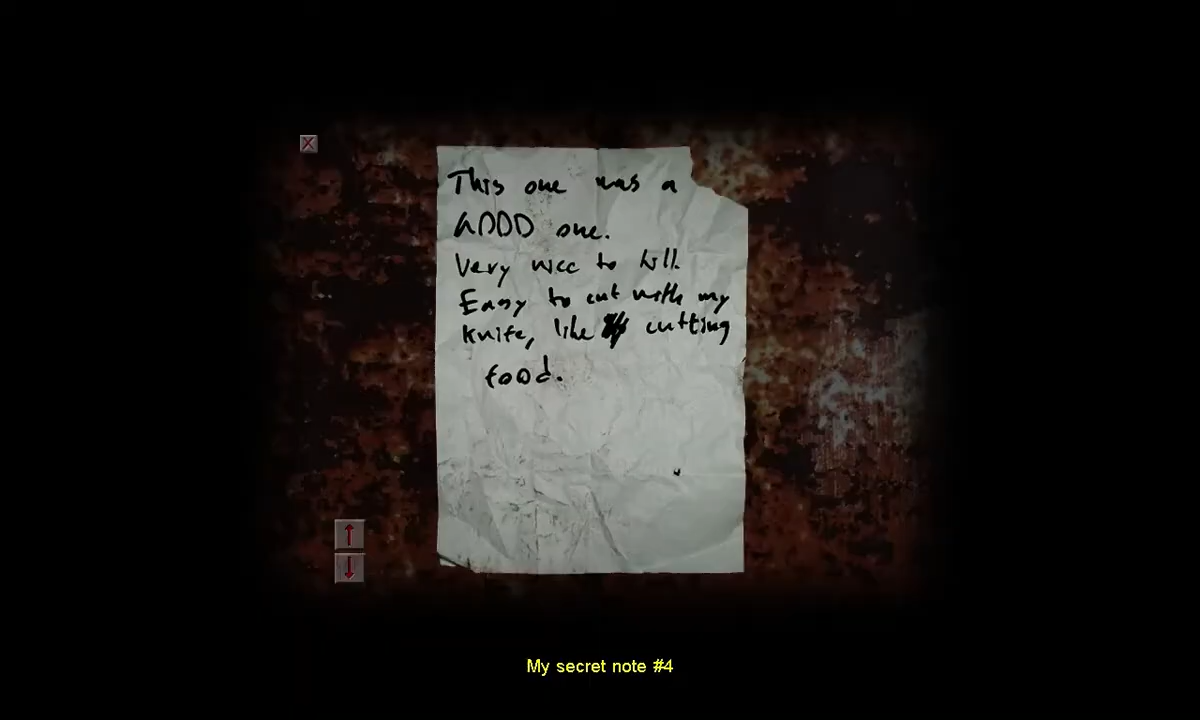 This one was a
GOOD one.
Very nice to kill.
Easy to cut with my
knife, like cutting
food.
My secret note #4